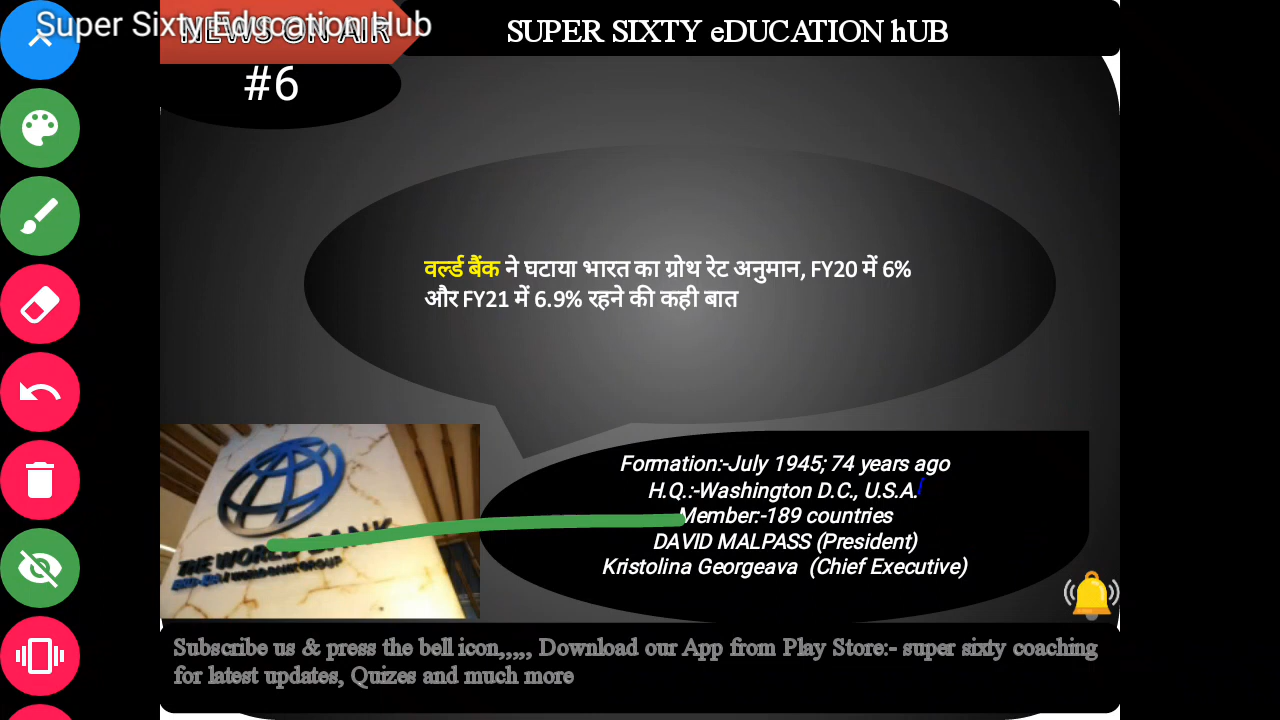 Super Sixty Education Hub
NEWS ON AIR
SUPER SIXTY eDUCATION hUB
#6
वर्ल्ड बैंक ने घटाया भारत का ग्रोथ रेट अनुमान, FY20 में 6%
और FY21 में 6.9% रहने की कही बात
THE WORLD BANK
Formation:-July 1945; 74 years ago
H.Q.:-Washington D.C., U.S.A.[
Member:-189 countries
DAVID MALPASS (President)
Kristolina Georgeava (Chief Executive)
Subscribe us & press the bell icon,,,,, Download our App from Play Store:- super sixty coaching
for latest updates, Quizes and much more